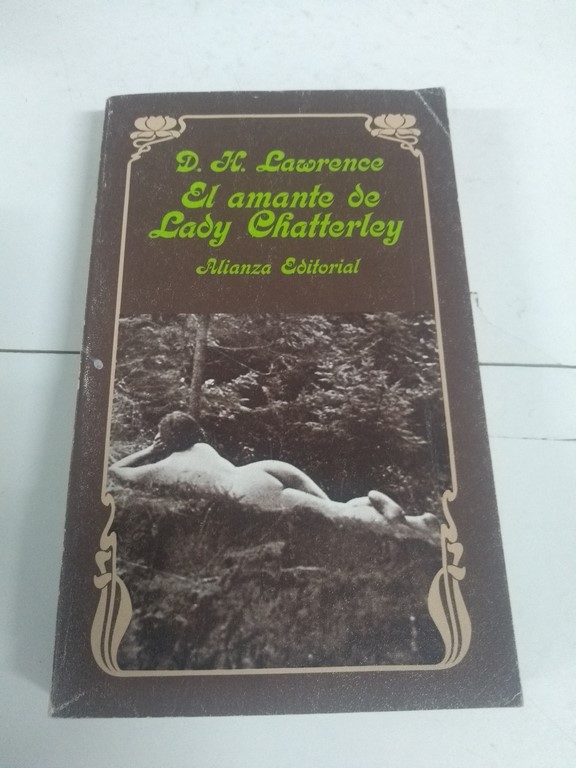 D. H. Lawrence
El amante de
Lady Chatterley
Alianza Editorial